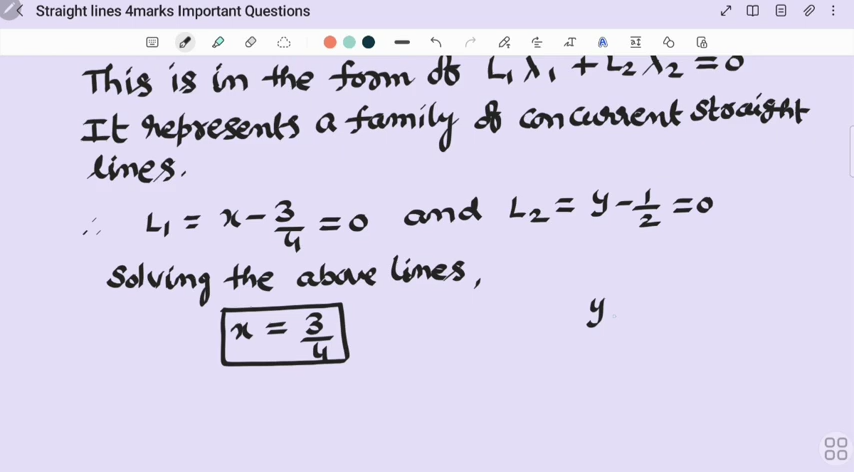 Straight lines 4marks Important Questions
This is in the form of L₁λ₁ + L₂λ₂ = 0
It represents a family of concurrent straight
lines.
∴ L₁ = x - 3/4 = 0 and L₂ = y - 1/2 = 0
Solving the above lines,
x = 3/4 y